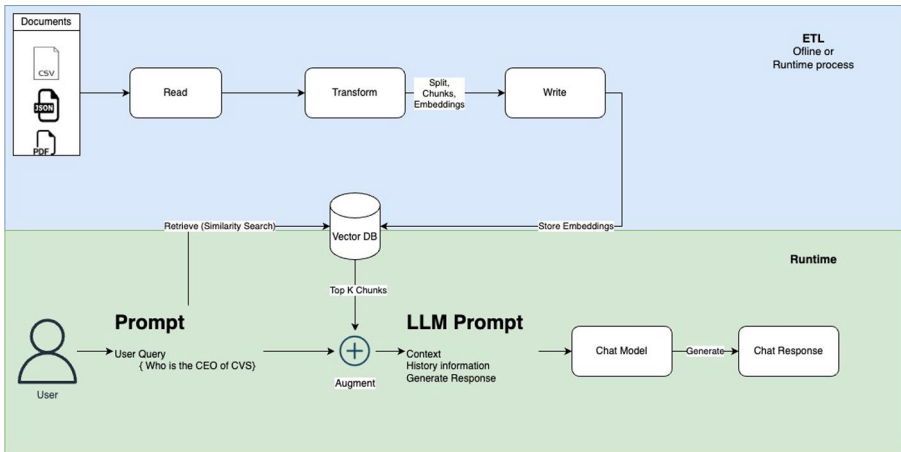 Documents
CSV
JSON
PDF
Read
Transform
Split,
Chunks,
Embeddings
Write
ETL
Ofline or
Runtime process
Retrieve (Similarity Search)
Vector DB
Store Embeddings
Runtime
Top K Chunks
Prompt
User Query
{ Who is the CEO of CVS}
User
Augment
LLM Prompt
Context
History information
Generate Response
Chat Model
Generate
Chat Response